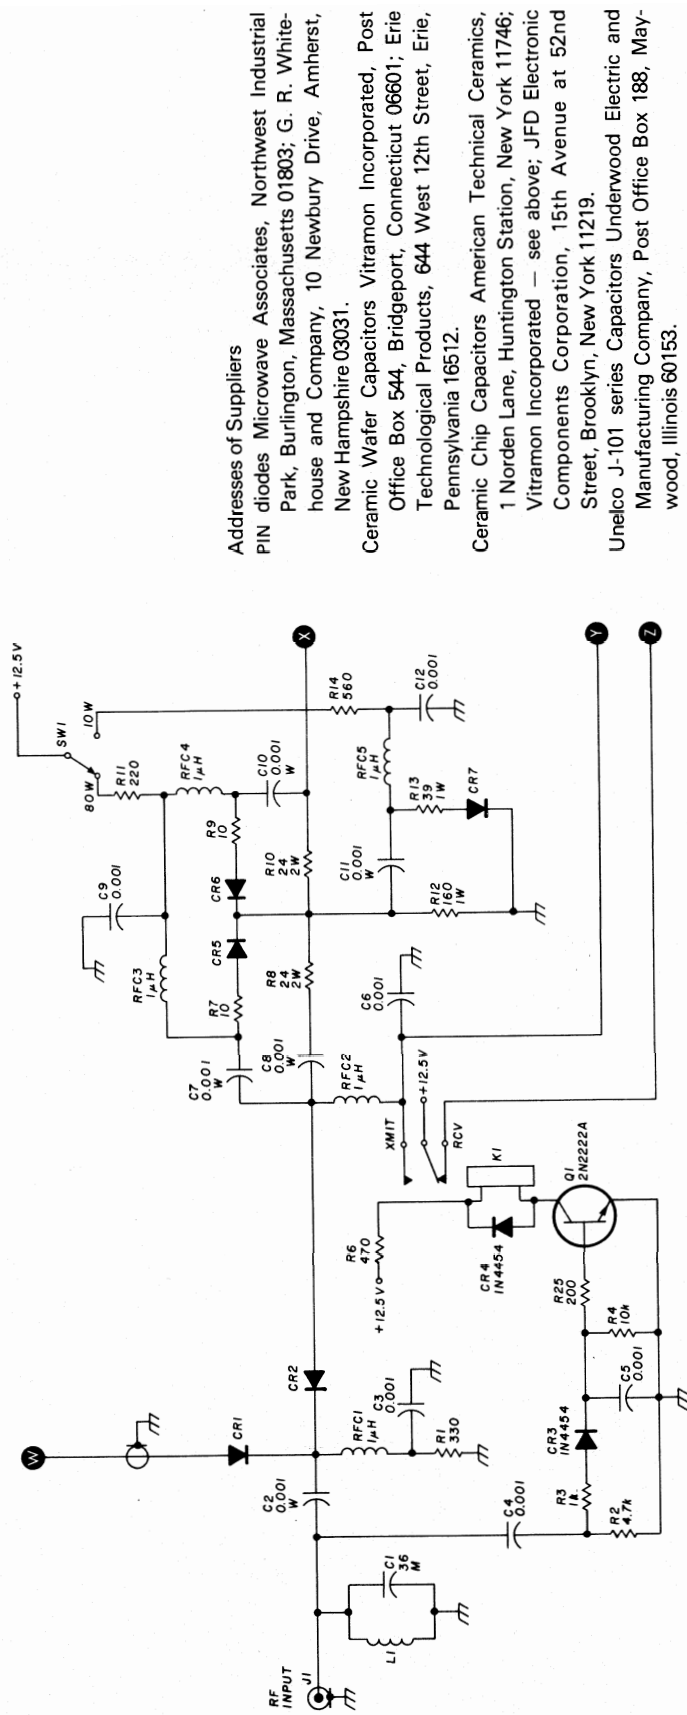 Addresses of Suppliers
PIN diodes Microwave Associates, Northwest Industrial
Park, Burlington, Massachusetts 01803; G. R. White-
house and Company, 10 Newbury Drive, Amherst,
New Hampshire 03031.
Ceramic Wafer Capacitors Vitramon Incorporated, Post
Office Box 544, Bridgeport, Connecticut 06601; Erie
Technological Products, 644 West 12th Street, Erie,
Pennsylvania 16512.
Ceramic Chip Capacitors American Technical Ceramics,
1 Norden Lane, Huntington Station, New York 11746;
Vitramon Incorporated — see above; JFD Electronic
Components Corporation, 15th Avenue at 52nd
Street, Brooklyn, New York 11219.
Unelco J-101 series Capacitors Underwood Electric and
Manufacturing Company, Post Office Box 188, May-
wood, Illinois 60153.
RF
INPUT
J1
L1
C1
36
M
C2
0.001
W
W
CR1
CR2
RFC1
1µH
C3
0.001
R1
330
C4
0.001
R2
4.7k
R3
1k
CR3
1N4454
C5
0.001
R4
10k
R25
200
Q1
2N2222A
+12.5V
R6
470
CR4
1N4454
K1
XMIT
+12.5V
RCV
RFC2
1µH
C6
0.001
C7
0.001
W
C8
0.001
W
R7
10
CR5
R8
24
2W
RFC3
1µH
C9
0.001
CR6
R9
10
R10
24
2W
80W
R11
220
SW1
10W
+12.5V
RFC4
1µH
C10
0.001
W
X
R14
560
C11
0.001
W
R12
160
1W
R13
39
1W
CR7
RFC5
1µH
C12
0.001
Y
Z